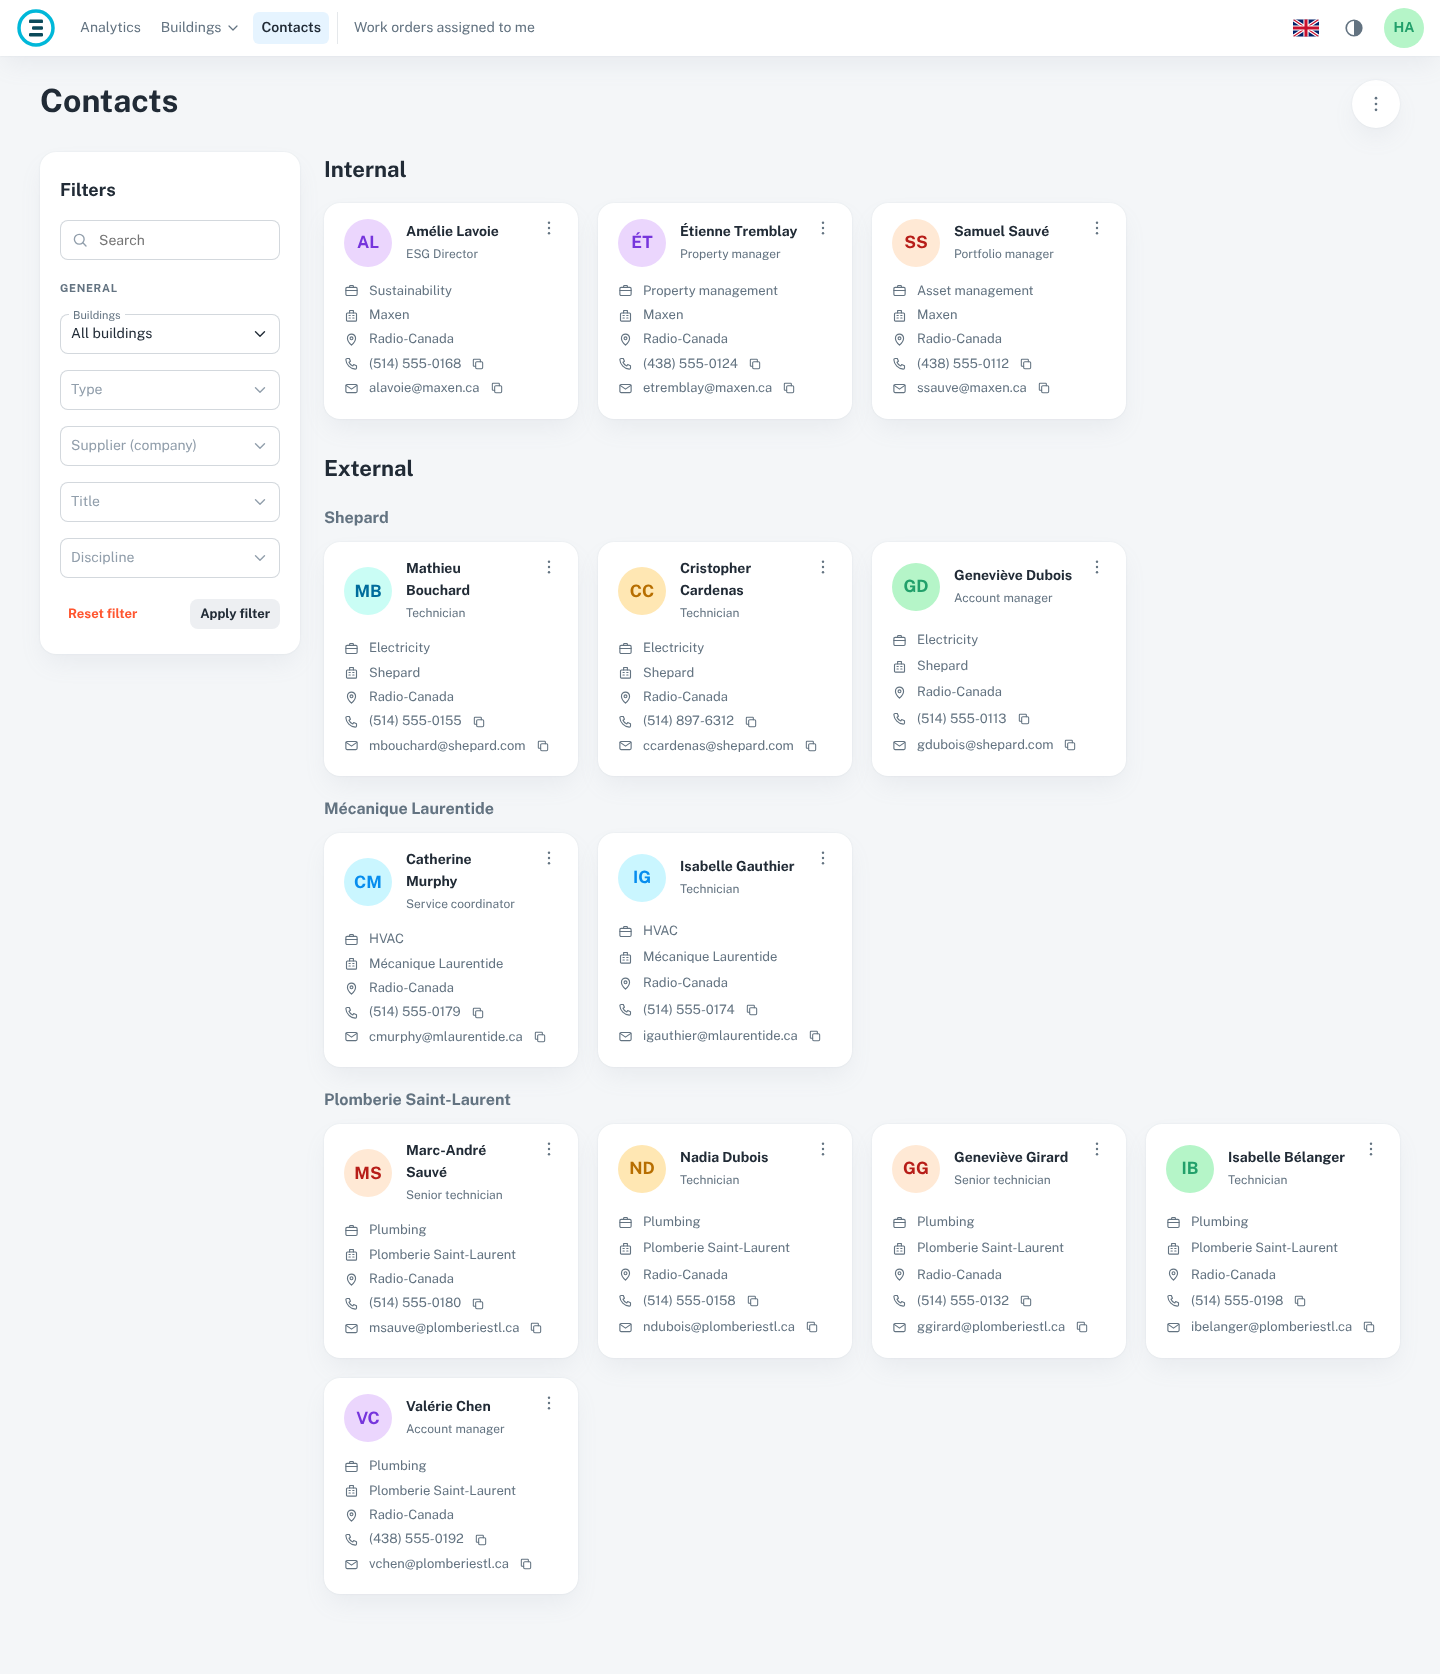 Analytics
Buildings
Contacts
Work orders assigned to me
HA
Contacts
Filters
Search
GENERAL
Buildings
All buildings
Type
Supplier (company)
Title
Discipline
Reset filter
Apply filter
Internal
AL
Amélie Lavoie
ESG Director
Sustainability
Maxen
Radio-Canada
(514) 555-0168
alavoie@maxen.ca
ÉT
Étienne Tremblay
Property manager
Property management
Maxen
Radio-Canada
(438) 555-0124
etremblay@maxen.ca
SS
Samuel Sauvé
Portfolio manager
Asset management
Maxen
Radio-Canada
(438) 555-0112
ssauve@maxen.ca
External
Shepard
MB
Mathieu
Bouchard
Technician
Electricity
Shepard
Radio-Canada
(514) 555-0155
mbouchard@shepard.com
CC
Cristopher
Cardenas
Technician
Electricity
Shepard
Radio-Canada
(514) 897-6312
ccardenas@shepard.com
GD
Geneviève Dubois
Account manager
Electricity
Shepard
Radio-Canada
(514) 555-0113
gdubois@shepard.com
Mécanique Laurentide
CM
Catherine
Murphy
Service coordinator
HVAC
Mécanique Laurentide
Radio-Canada
(514) 555-0179
cmurphy@mlaurentide.ca
IG
Isabelle Gauthier
Technician
HVAC
Mécanique Laurentide
Radio-Canada
(514) 555-0174
igauthier@mlaurentide.ca
Plomberie Saint-Laurent
MS
Marc-André
Sauvé
Senior technician
Plumbing
Plomberie Saint-Laurent
Radio-Canada
(514) 555-0180
msauve@plomberiestl.ca
ND
Nadia Dubois
Technician
Plumbing
Plomberie Saint-Laurent
Radio-Canada
(514) 555-0158
ndubois@plomberiestl.ca
GG
Geneviève Girard
Senior technician
Plumbing
Plomberie Saint-Laurent
Radio-Canada
(514) 555-0132
ggirard@plomberiestl.ca
IB
Isabelle Bélanger
Technician
Plumbing
Plomberie Saint-Laurent
Radio-Canada
(514) 555-0198
ibelanger@plomberiestl.ca
VC
Valérie Chen
Account manager
Plumbing
Plomberie Saint-Laurent
Radio-Canada
(438) 555-0192
vchen@plomberiestl.ca